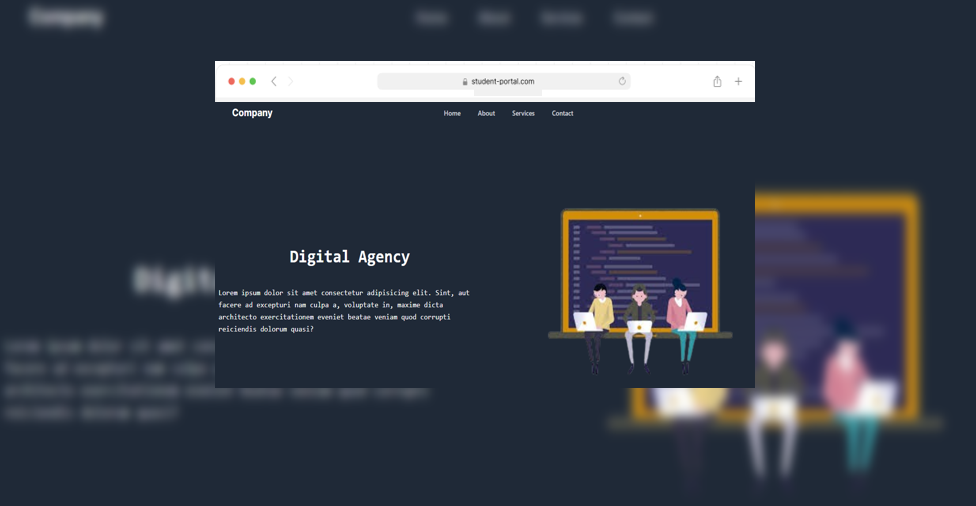 student-portal.com
Company
Home About Services Contact
Digital Agency
Lorem ipsum dolor sit amet consectetur adipisicing elit. Sint, aut
facere ad excepturi nam culpa a, voluptate in, maxime dicta
architecto exercitationem eveniet beatae veniam quod corrupti
reiciendis dolorum quasi?